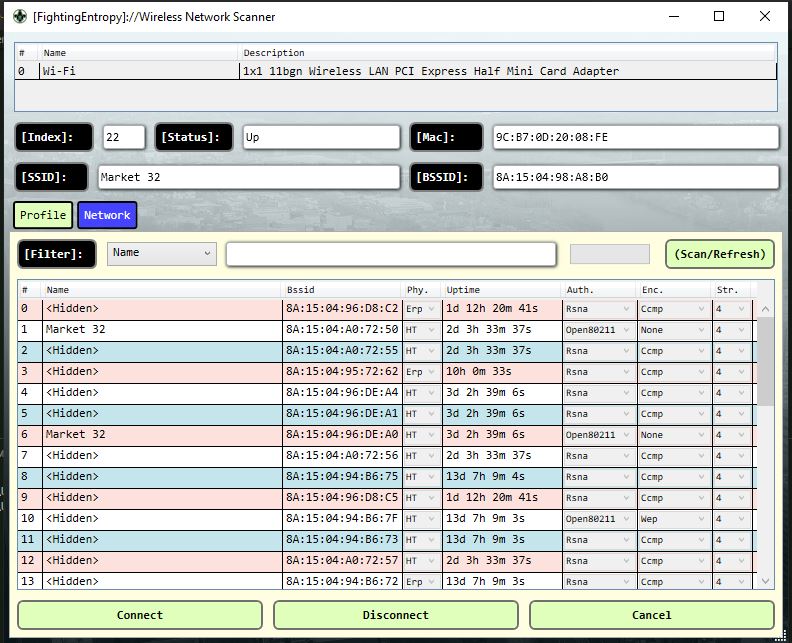 [FightingEntropy]://Wireless Network Scanner
# Name Description
0 Wi-Fi 1x1 11bgn Wireless LAN PCI Express Half Mini Card Adapter
[Index]: 22 [Status]: Up [Mac]: 9C:B7:0D:20:08:FE
[SSID]: Market 32 [BSSID]: 8A:15:04:98:A8:B0
Profile Network
[Filter]: Name (Scan/Refresh)
# Name Bssid Phy. Uptime Auth. Enc. Str.
0 <Hidden> 8A:15:04:96:D8:C2 Erp 1d 12h 20m 41s Rsna Ccmp 4
1 Market 32 8A:15:04:A0:72:50 HT 2d 3h 33m 37s Open80211 None 4
2 <Hidden> 8A:15:04:A0:72:55 HT 2d 3h 33m 37s Rsna Ccmp 4
3 <Hidden> 8A:15:04:95:72:62 Erp 10h 0m 33s Rsna Ccmp 4
4 <Hidden> 8A:15:04:96:DE:A4 HT 3d 2h 39m 6s Rsna Ccmp 4
5 <Hidden> 8A:15:04:96:DE:A1 HT 3d 2h 39m 6s Rsna Ccmp 4
6 Market 32 8A:15:04:96:DE:A0 HT 3d 2h 39m 6s Open80211 None 4
7 <Hidden> 8A:15:04:A0:72:56 HT 2d 3h 33m 37s Rsna Ccmp 4
8 <Hidden> 8A:15:04:94:B6:75 HT 13d 7h 9m 4s Rsna Ccmp 4
9 <Hidden> 8A:15:04:96:D8:C5 HT 1d 12h 20m 41s Rsna Ccmp 4
10 <Hidden> 8A:15:04:94:B6:7F HT 13d 7h 9m 3s Open80211 Wep 4
11 <Hidden> 8A:15:04:94:B6:73 HT 13d 7h 9m 3s Rsna Ccmp 4
12 <Hidden> 8A:15:04:A0:72:57 HT 2d 3h 33m 37s Rsna Ccmp 4
13 <Hidden> 8A:15:04:94:B6:72 Erp 13d 7h 9m 3s Rsna Ccmp 4
Connect Disconnect Cancel